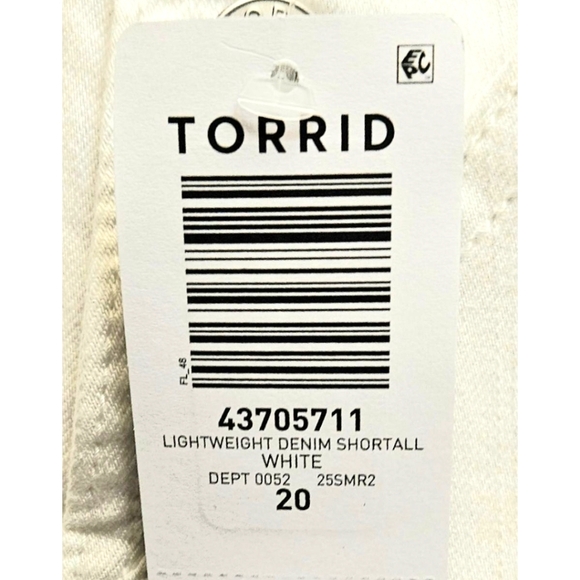 TORRID
FL_48
43705711
LIGHTWEIGHT DENIM SHORTALL
WHITE
DEPT 0052 25SMR2
20